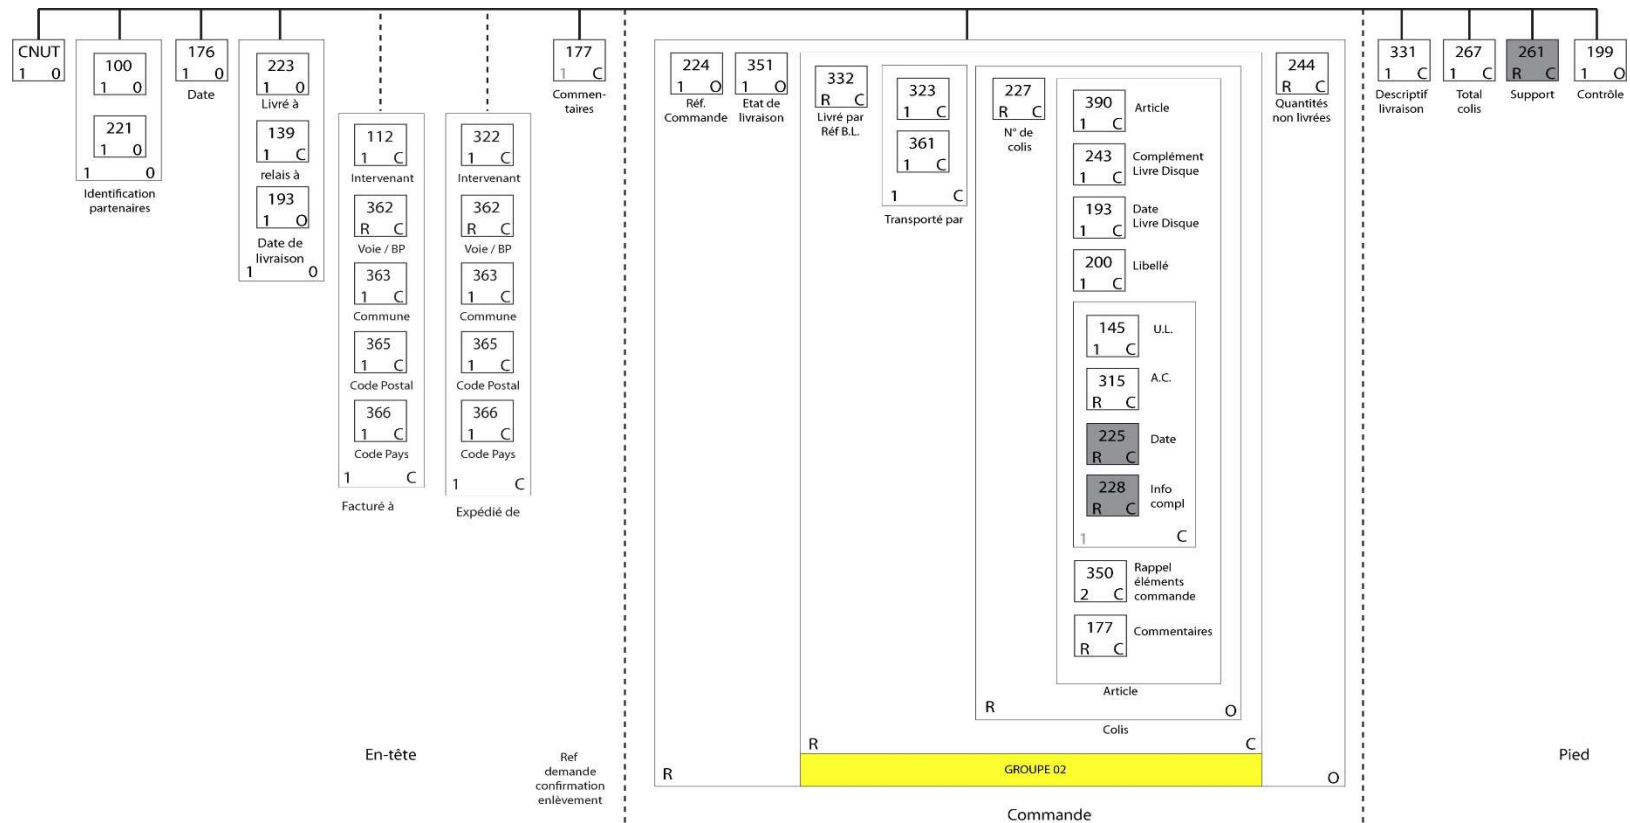 CNUT
1 0
100
1 0
221
1 0
1 0
Identification
partenaires
176
1 0
Date
223
1 0
Livré à
139
1 C
relais à
193
1 O
Date de
livraison
1 0
112
1 C
Intervenant
362
R C
Voie / BP
363
1 C
Commune
365
1 C
Code Postal
366
1 C
Code Pays
1 C
Facturé à
322
1 C
Intervenant
362
R C
Voie / BP
363
1 C
Commune
365
1 C
Code Postal
366
1 C
Code Pays
1 C
Expédié de
177
1 C
Commen-
taires
En-tête
Ref
demande
confirmation
enlèvement
224
1 O
Réf.
Commande
351
1 O
Etat de
livraison
332
R C
Livré par
Réf B.L.
323
1 C
361
1 C
1 C
Transporté par
227
R C
N° de
colis
390
1 C
Article
243
1 C
Complément
Livre Disque
193
1 C
Date
Livre Disque
200
1 C
Libellé
145
1 C
U.L.
315
R C
A.C.
225
R C
Date
228
R C
Info
compl
1 C
350
2 C
Rappel
éléments
commande
177
R C
Commentaires
Article
R O
Colis
R C
GROUPE 02
244
R C
Quantités
non livrées
R O
Commande
331
1 C
Descriptif
livraison
267
1 C
Total
colis
261
R C
Support
199
1 O
Contrôle
Pied